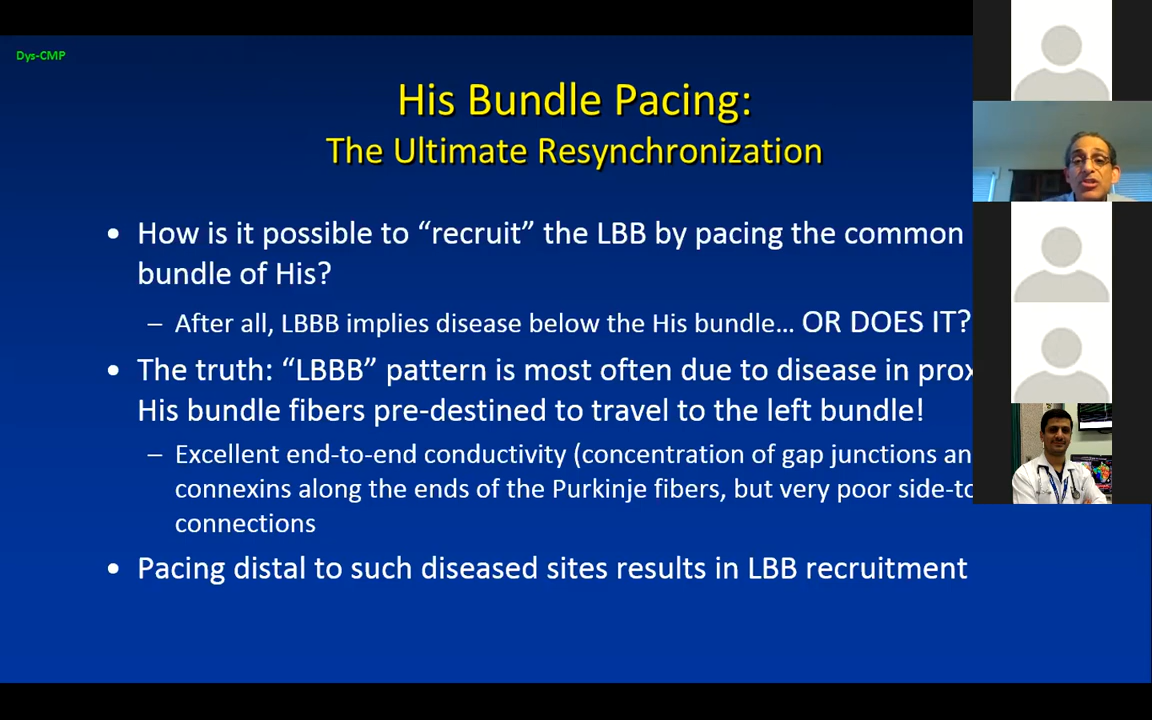 Dys-CMP
His Bundle Pacing:
The Ultimate Resynchronization
• How is it possible to “recruit” the LBB by pacing the common
bundle of His?
– After all, LBBB implies disease below the His bundle… OR DOES IT?
• The truth: “LBBB” pattern is most often due to disease in
His bundle fibers pre-destined to travel to the left bundle!
– Excellent end-to-end conductivity (concentration of gap junctions
connexins along the ends of the Purkinje fibers, but very poor
connections
• Pacing distal to such diseased sites results in LBB recruitment